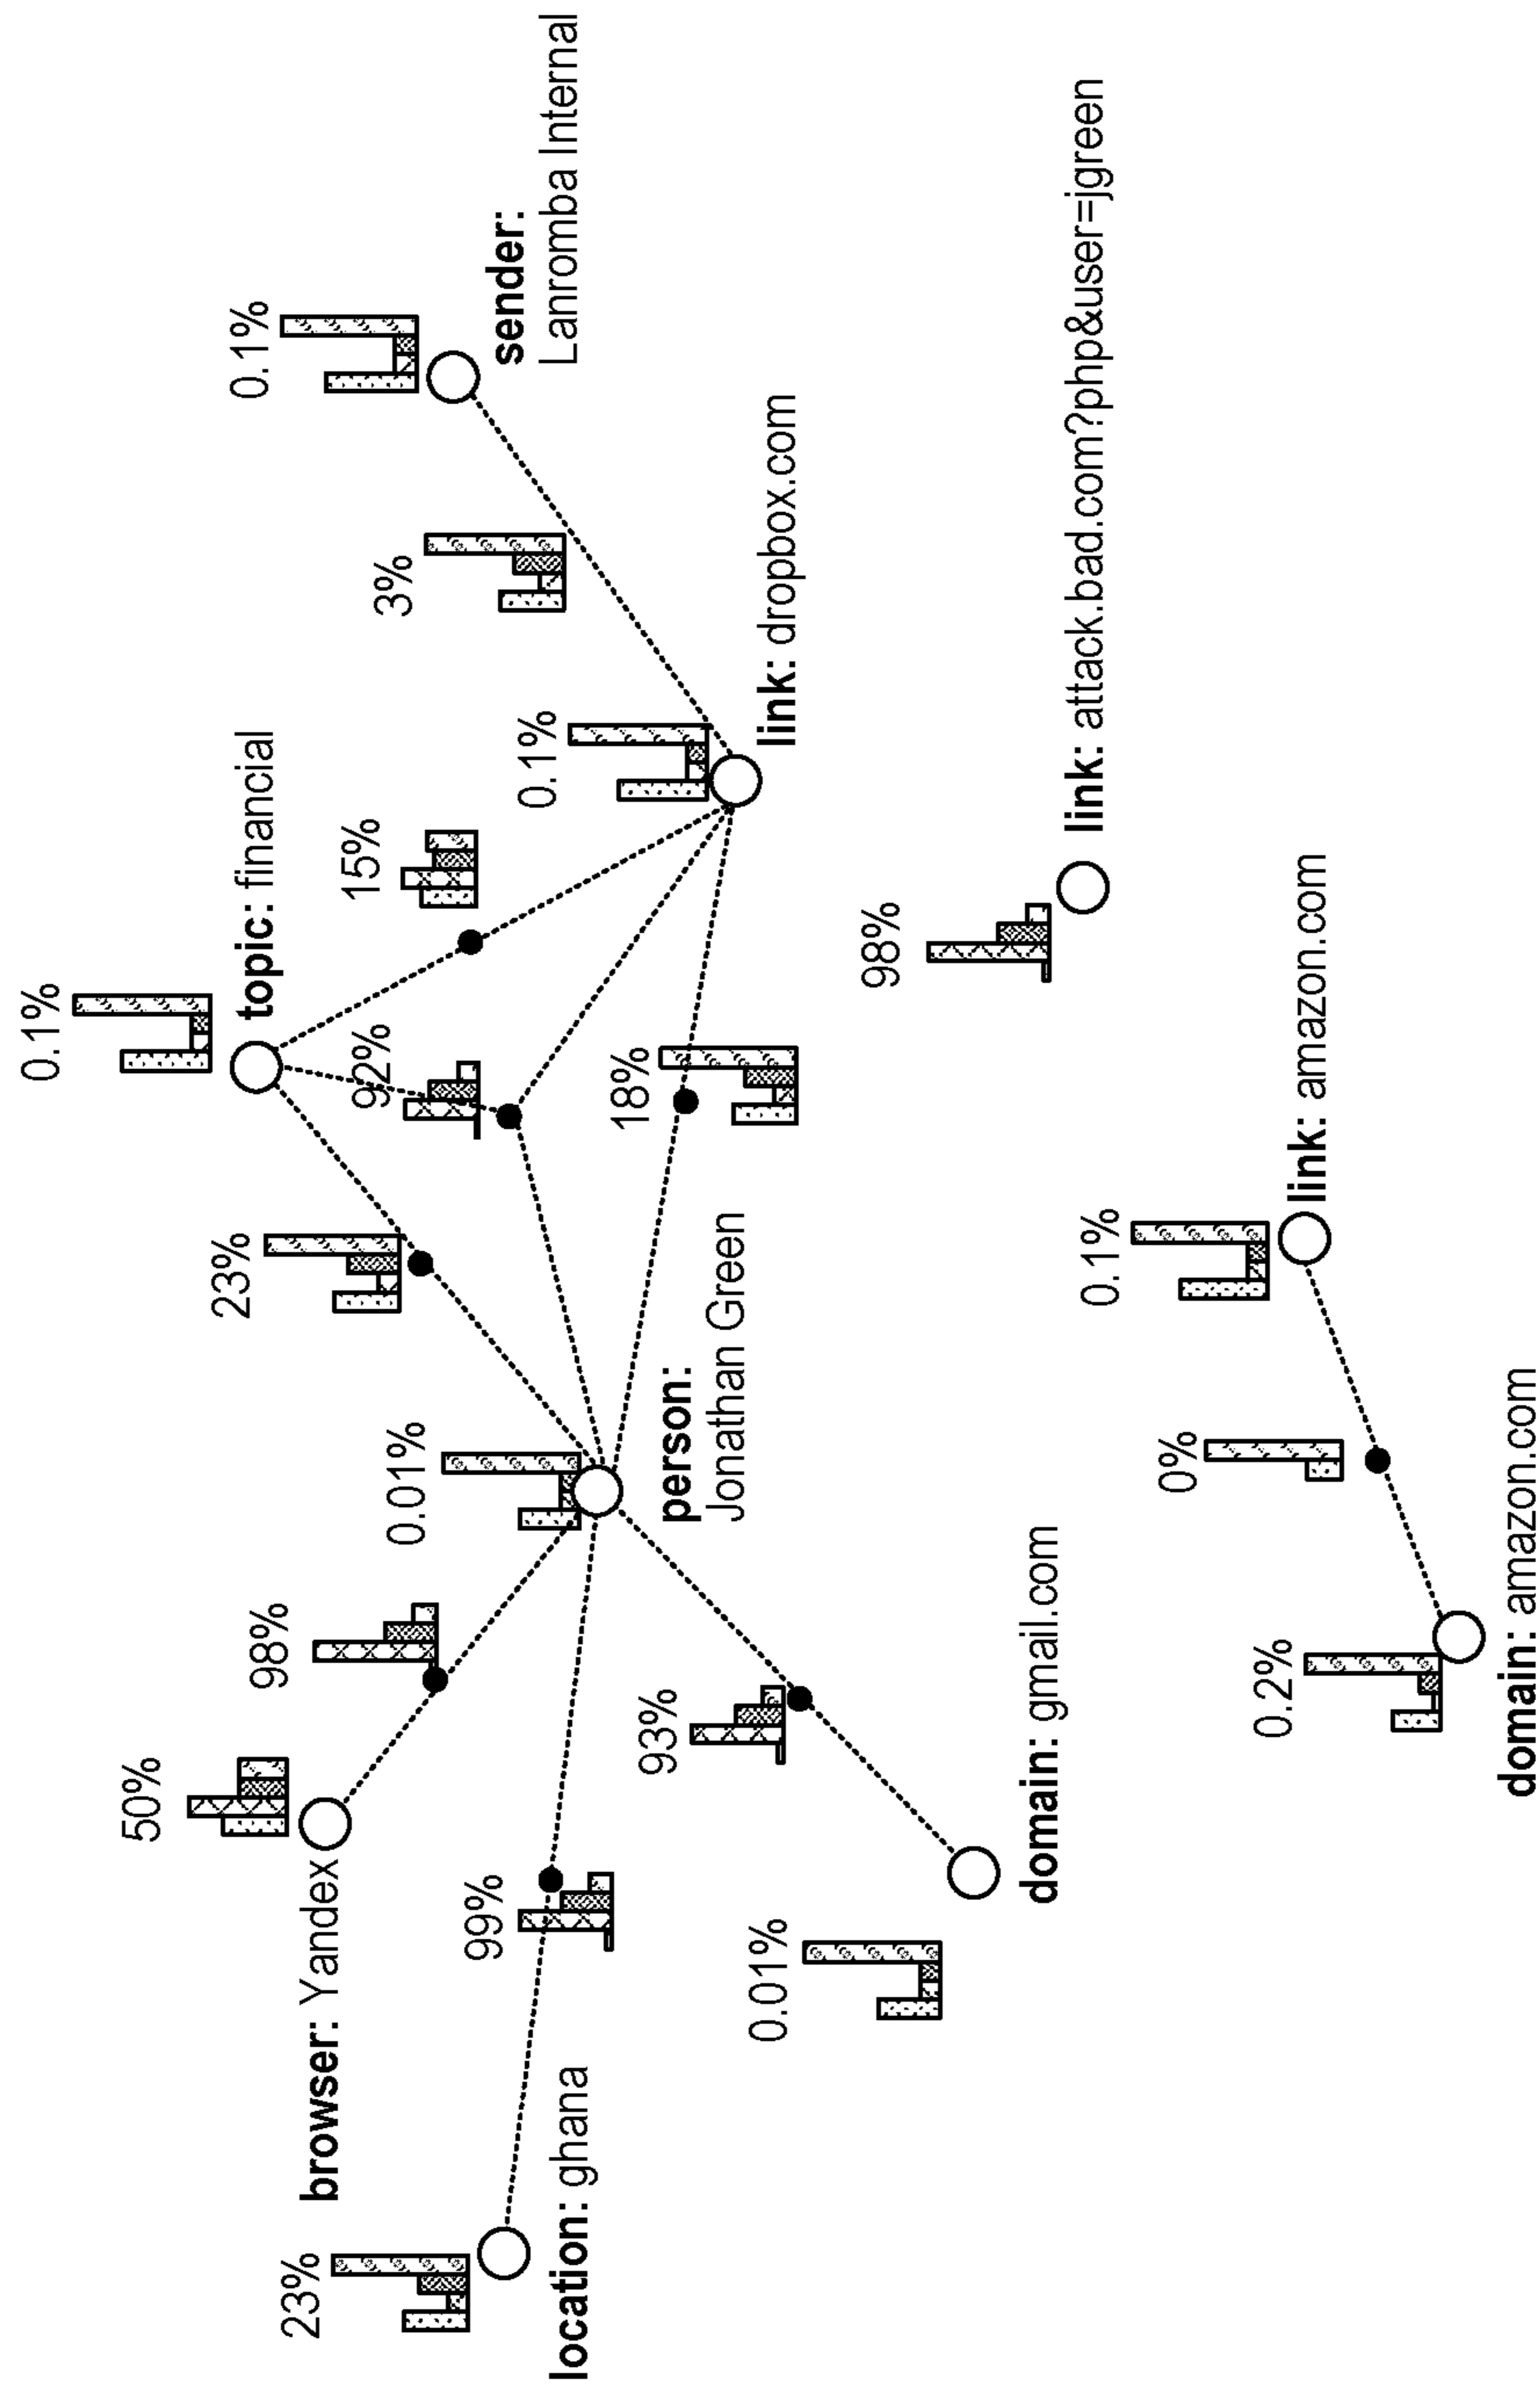 0.1%
topic: financial
0.1%
sender:
Lanromba Internal
50%
browser: Yandex
98%
23%
15%
3%
92%
23%
location: ghana
99%
0.01%
person:
Jonathan Green
18%
0.1%
link: dropbox.com
93%
0.01%
domain: gmail.com
98%
link: attack.bad.com?php&user=jgreen
0.1%
link: amazon.com
0%
0.2%
domain: amazon.com